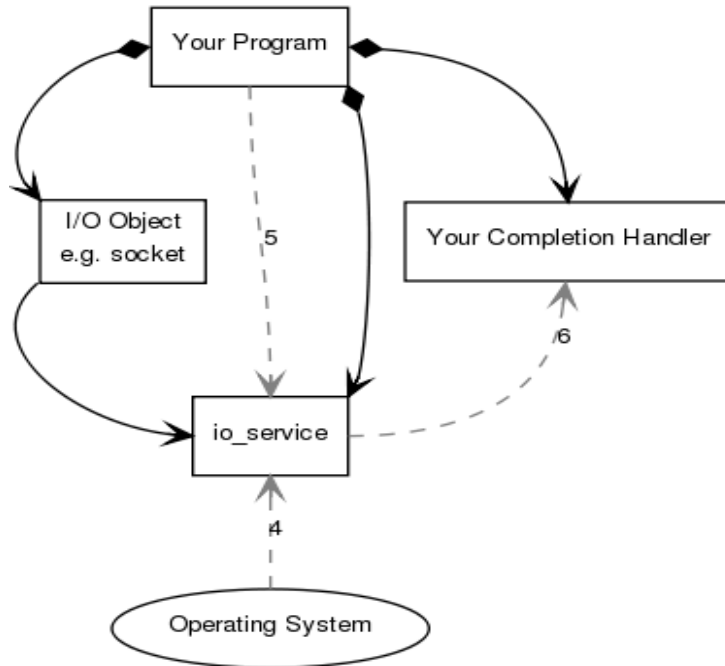 Your Program
I/O Object
e.g. socket
5
Your Completion Handler
6
io_service
4
Operating System